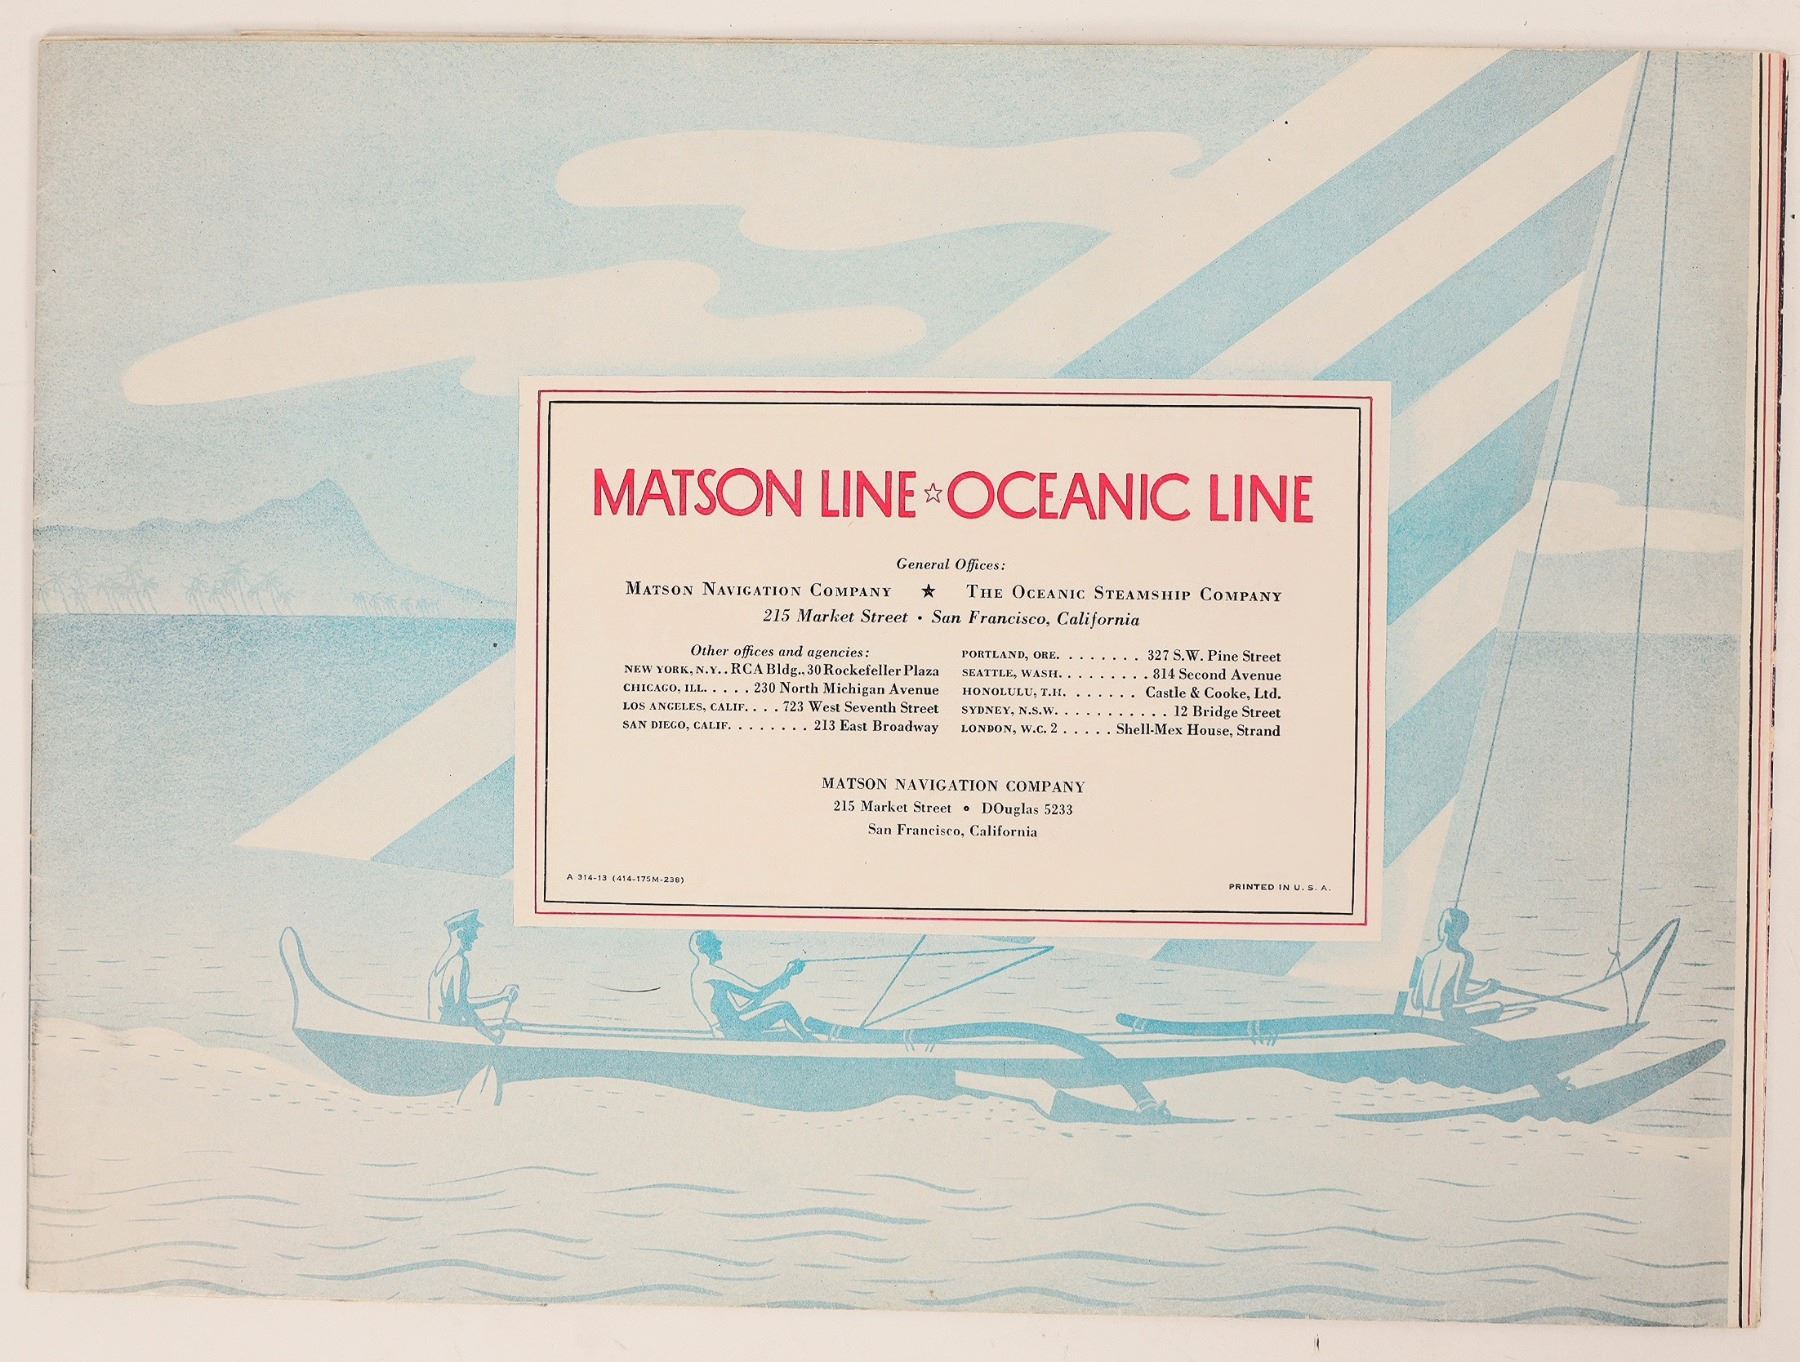 MATSON LINE ☆ OCEANIC LINE
General Offices:
MATSON NAVIGATION COMPANY ★ THE OCEANIC STEAMSHIP COMPANY
215 Market Street • San Francisco, California
Other offices and agencies:
NEW YORK, N.Y. . RCA Bldg., 30 Rockefeller Plaza
CHICAGO, ILL. . . . . 230 North Michigan Avenue
LOS ANGELES, CALIF. . . . 723 West Seventh Street
SAN DIEGO, CALIF. . . . . . . . 213 East Broadway
PORTLAND, ORE. . . . . . . . 327 S.W. Pine Street
SEATTLE, WASH. . . . . . . . . 814 Second Avenue
HONOLULU, T.H. . . . . . . Castle & Cooke, Ltd.
SYDNEY, N.S.W. . . . . . . . . . . 12 Bridge Street
LONDON, W.C. 2 . . . . . Shell-Mex House, Strand
MATSON NAVIGATION COMPANY
215 Market Street • DOuglas 5233
San Francisco, California
A 314-13 (414-175M-238)
PRINTED IN U. S. A.